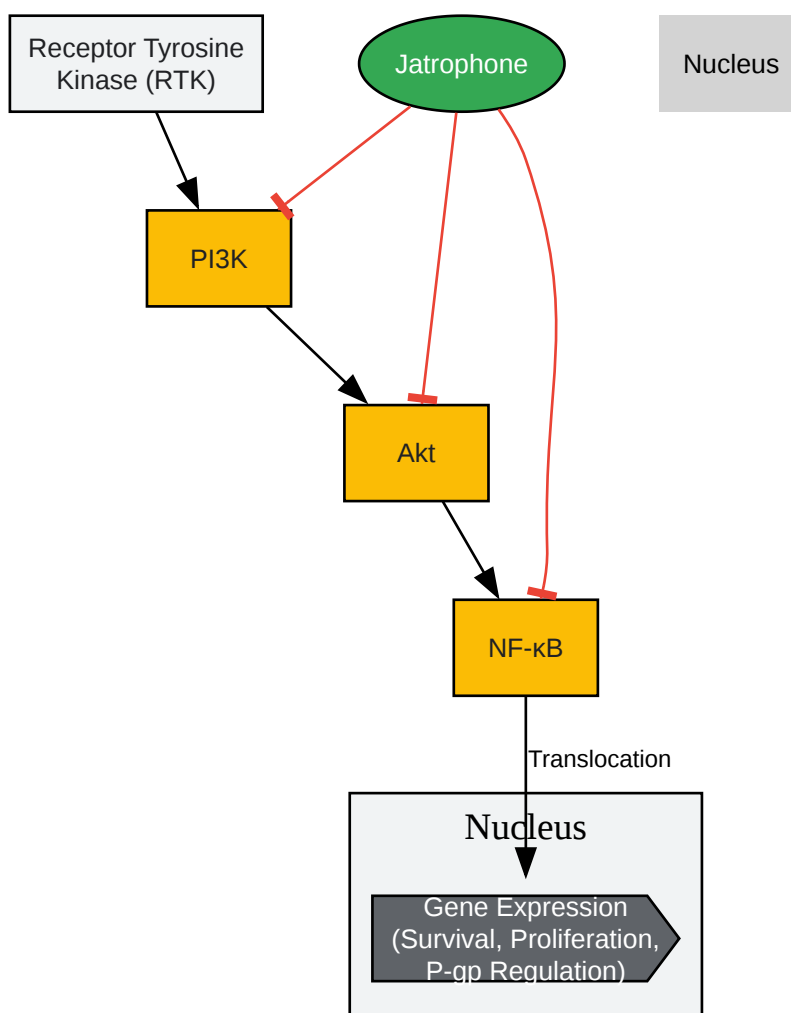 Receptor Tyrosine
Kinase (RTK)
Jatrophone
Nucleus
PI3K
Akt
NF-κB
Translocation
Nucleus
Gene Expression
(Survival, Proliferation,
P-gp Regulation)